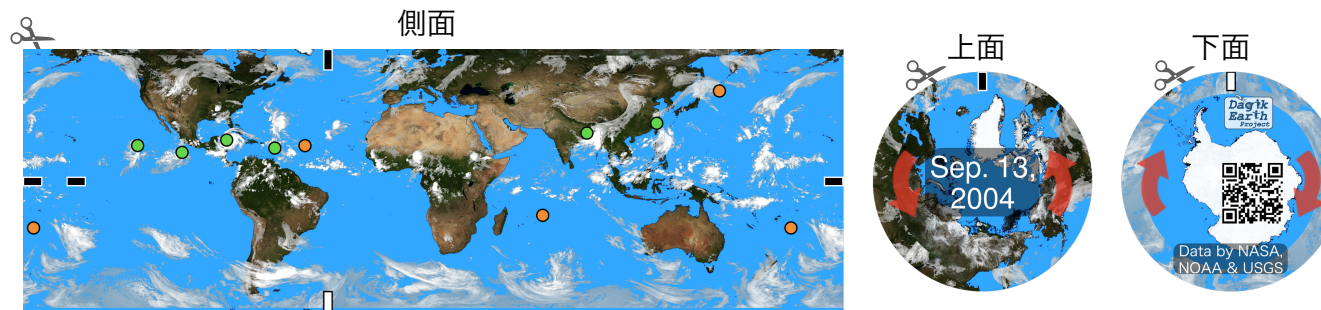 側面
上面
下面
Sep. 13,
2004
Dagik
Earth
Project
Data by NASA,
NOAA & USGS